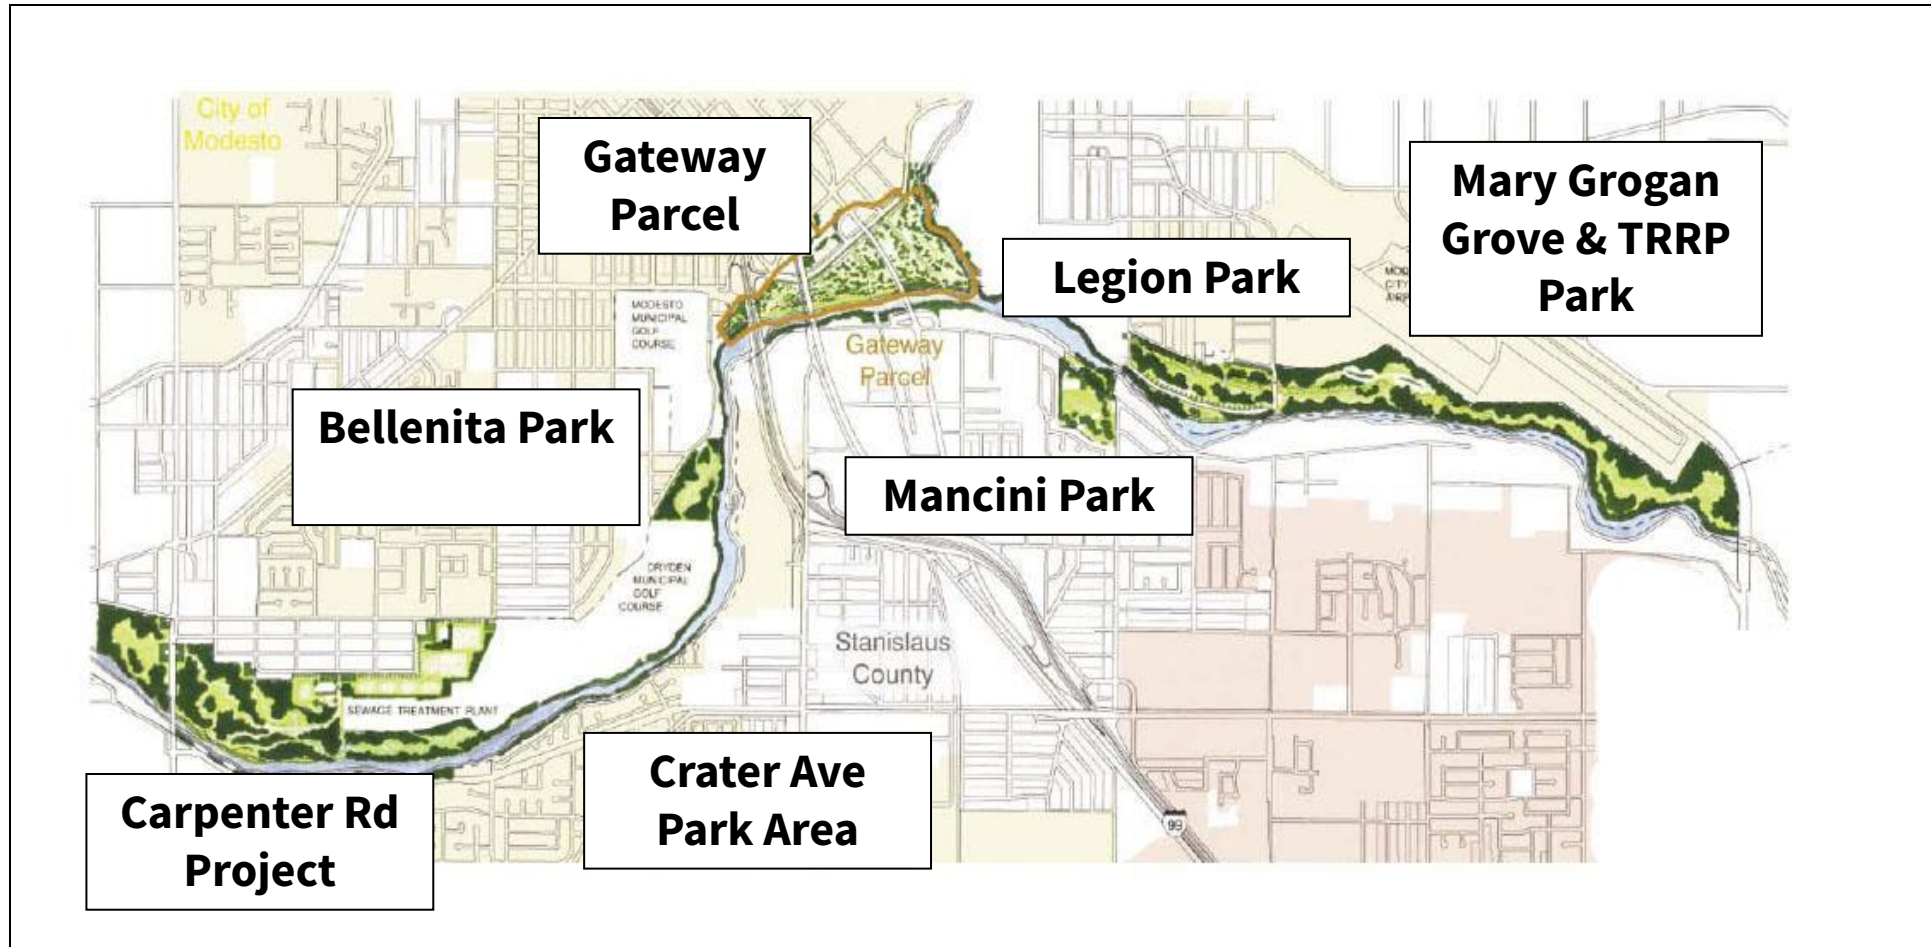 City of
Modesto
Gateway
Parcel
Mary Grogan
Grove & TRRP
Park
Legion Park
MODESTO
MUNICIPAL
GOLF
COURSE
Gateway
Parcel
Bellenita Park
Mancini Park
DRYDEN
MUNICIPAL
GOLF
COURSE
Stanislaus
County
SEWAGE TREATMENT PLANT
Crater Ave
Park Area
Carpenter Rd
Project
99